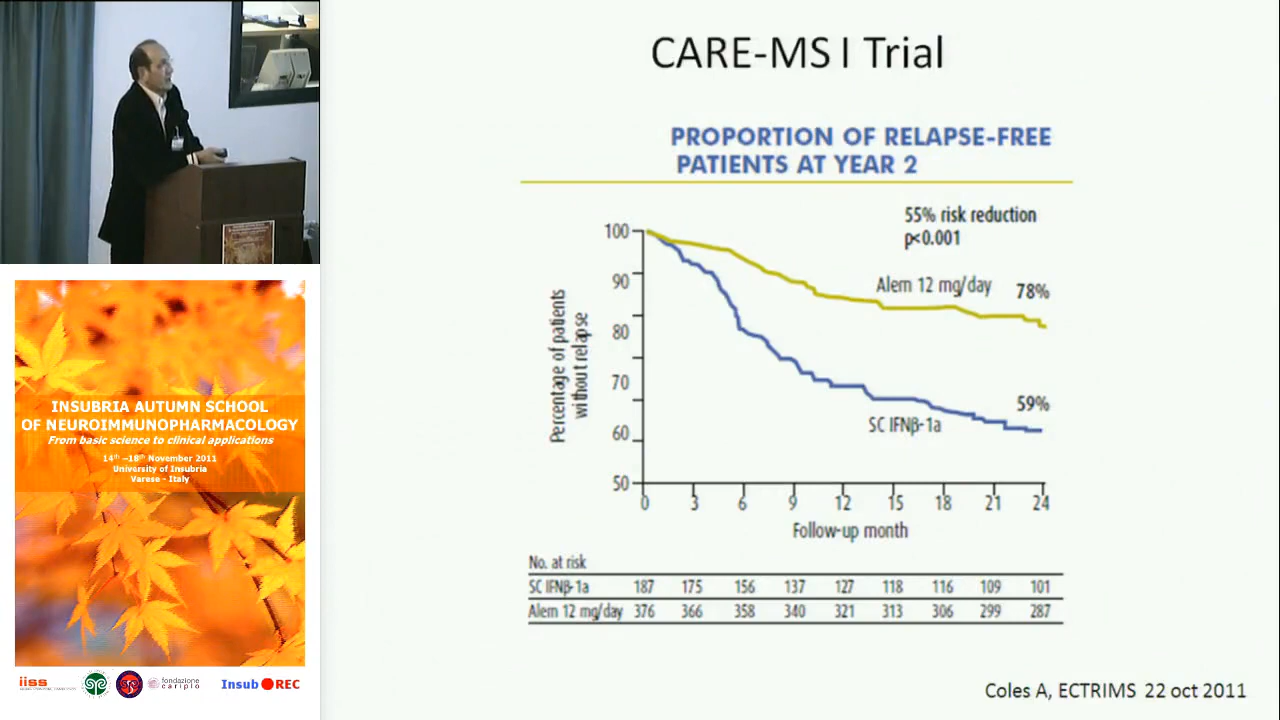 CARE-MS I Trial
PROPORTION OF RELAPSE-FREE
PATIENTS AT YEAR 2
55% risk reduction
p<0.001
Alem 12 mg/day 78%
59%
SC IFNβ-1a
Percentage of patients
without relapse
100
90
80
70
60
50
0 3 6 9 12 15 18 21 24
Follow-up month
No. at risk
SC IFNβ-1a 187 175 156 137 127 118 116 109 101
Alem 12 mg/day 376 366 358 340 321 313 306 299 287
Coles A, ECTRIMS 22 oct 2011
INSUBRIA AUTUMN SCHOOL
OF NEUROIMMUNOPHARMACOLOGY
From basic science to clinical applications
14th –18th November 2011
University of Insubria
Varese - Italy
iiss
fondazione
cariplo
Insub REC